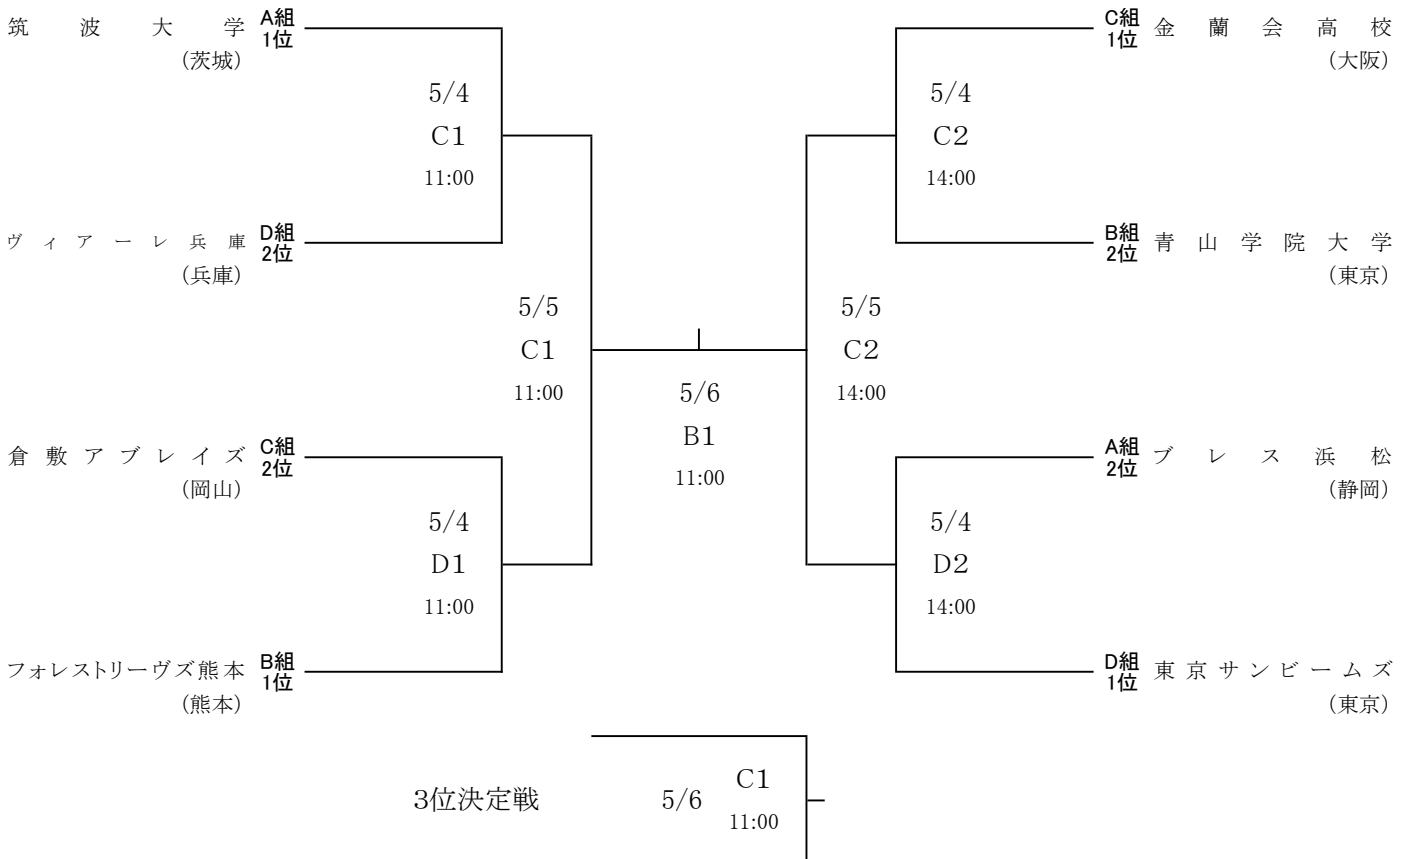 筑波大学 A組1位
（茨城）
C組1位 金蘭会高校
（大阪）
5/4
C1
11:00
5/4
C2
14:00
ヴィアーレ兵庫 D組2位
（兵庫）
B組2位 青山学院大学
（東京）
5/5
C1
11:00
5/5
C2
14:00
5/6
B1
11:00
倉敷アブレイズ C組2位
（岡山）
A組2位 ブレス浜松
（静岡）
5/4
D1
11:00
5/4
D2
14:00
フォレストリーヴズ熊本 B組1位
（熊本）
D組1位 東京サンビームズ
（東京）
3位決定戦
5/6
C1
11:00